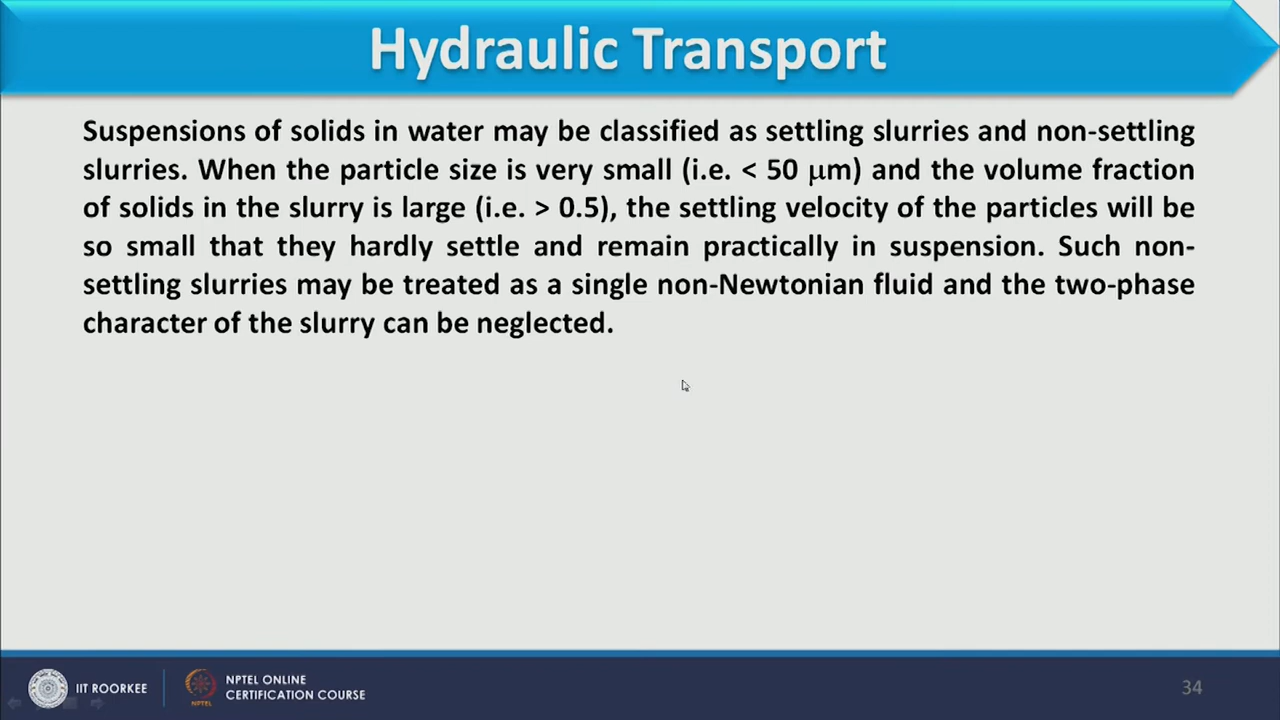 Hydraulic Transport
Suspensions of solids in water may be classified as settling slurries and non-settling
slurries. When the particle size is very small (i.e. < 50 μm) and the volume fraction
of solids in the slurry is large (i.e. > 0.5), the settling velocity of the particles will be
so small that they hardly settle and remain practically in suspension. Such non-
settling slurries may be treated as a single non-Newtonian fluid and the two-phase
character of the slurry can be neglected.
IIT ROORKEE
NPTEL
NPTEL ONLINE
CERTIFICATION COURSE
34